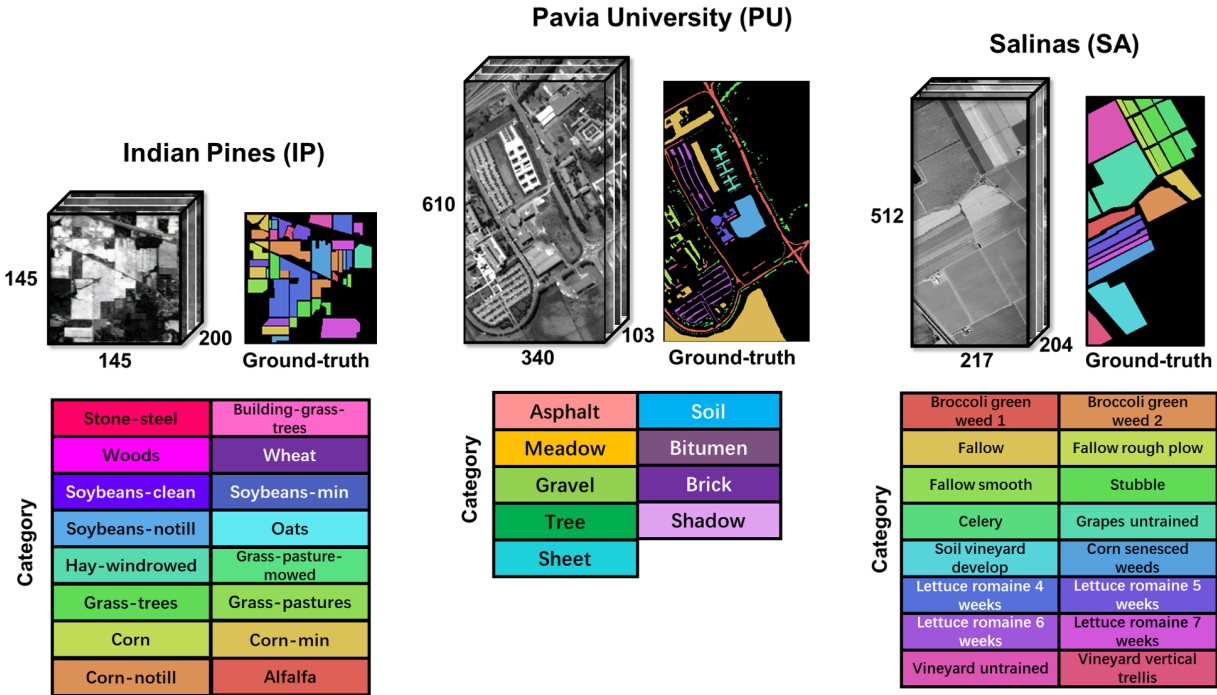 Pavia University (PU)
Salinas (SA)
Indian Pines (IP)
610
512
145
200
103
204
145
Ground-truth
340
Ground-truth
217
Ground-truth
Category
Stone-steel
Building-grass-
trees
Woods
Wheat
Soybeans-clean
Soybeans-min
Soybeans-notill
Oats
Hay-windrowed
Grass-pasture-
mowed
Grass-trees
Grass-pastures
Corn
Corn-min
Corn-notill
Alfalfa
Category
Asphalt
Soil
Meadow
Bitumen
Gravel
Brick
Tree
Shadow
Sheet
Category
Broccoli green
weed 1
Broccoli green
weed 2
Fallow
Fallow rough plow
Fallow smooth
Stubble
Celery
Grapes untrained
Soil vineyard
develop
Corn senesced
weeds
Lettuce romaine 4
weeks
Lettuce romaine 5
weeks
Lettuce romaine 6
weeks
Lettuce romaine 7
weeks
Vineyard untrained
Vineyard vertical
trellis